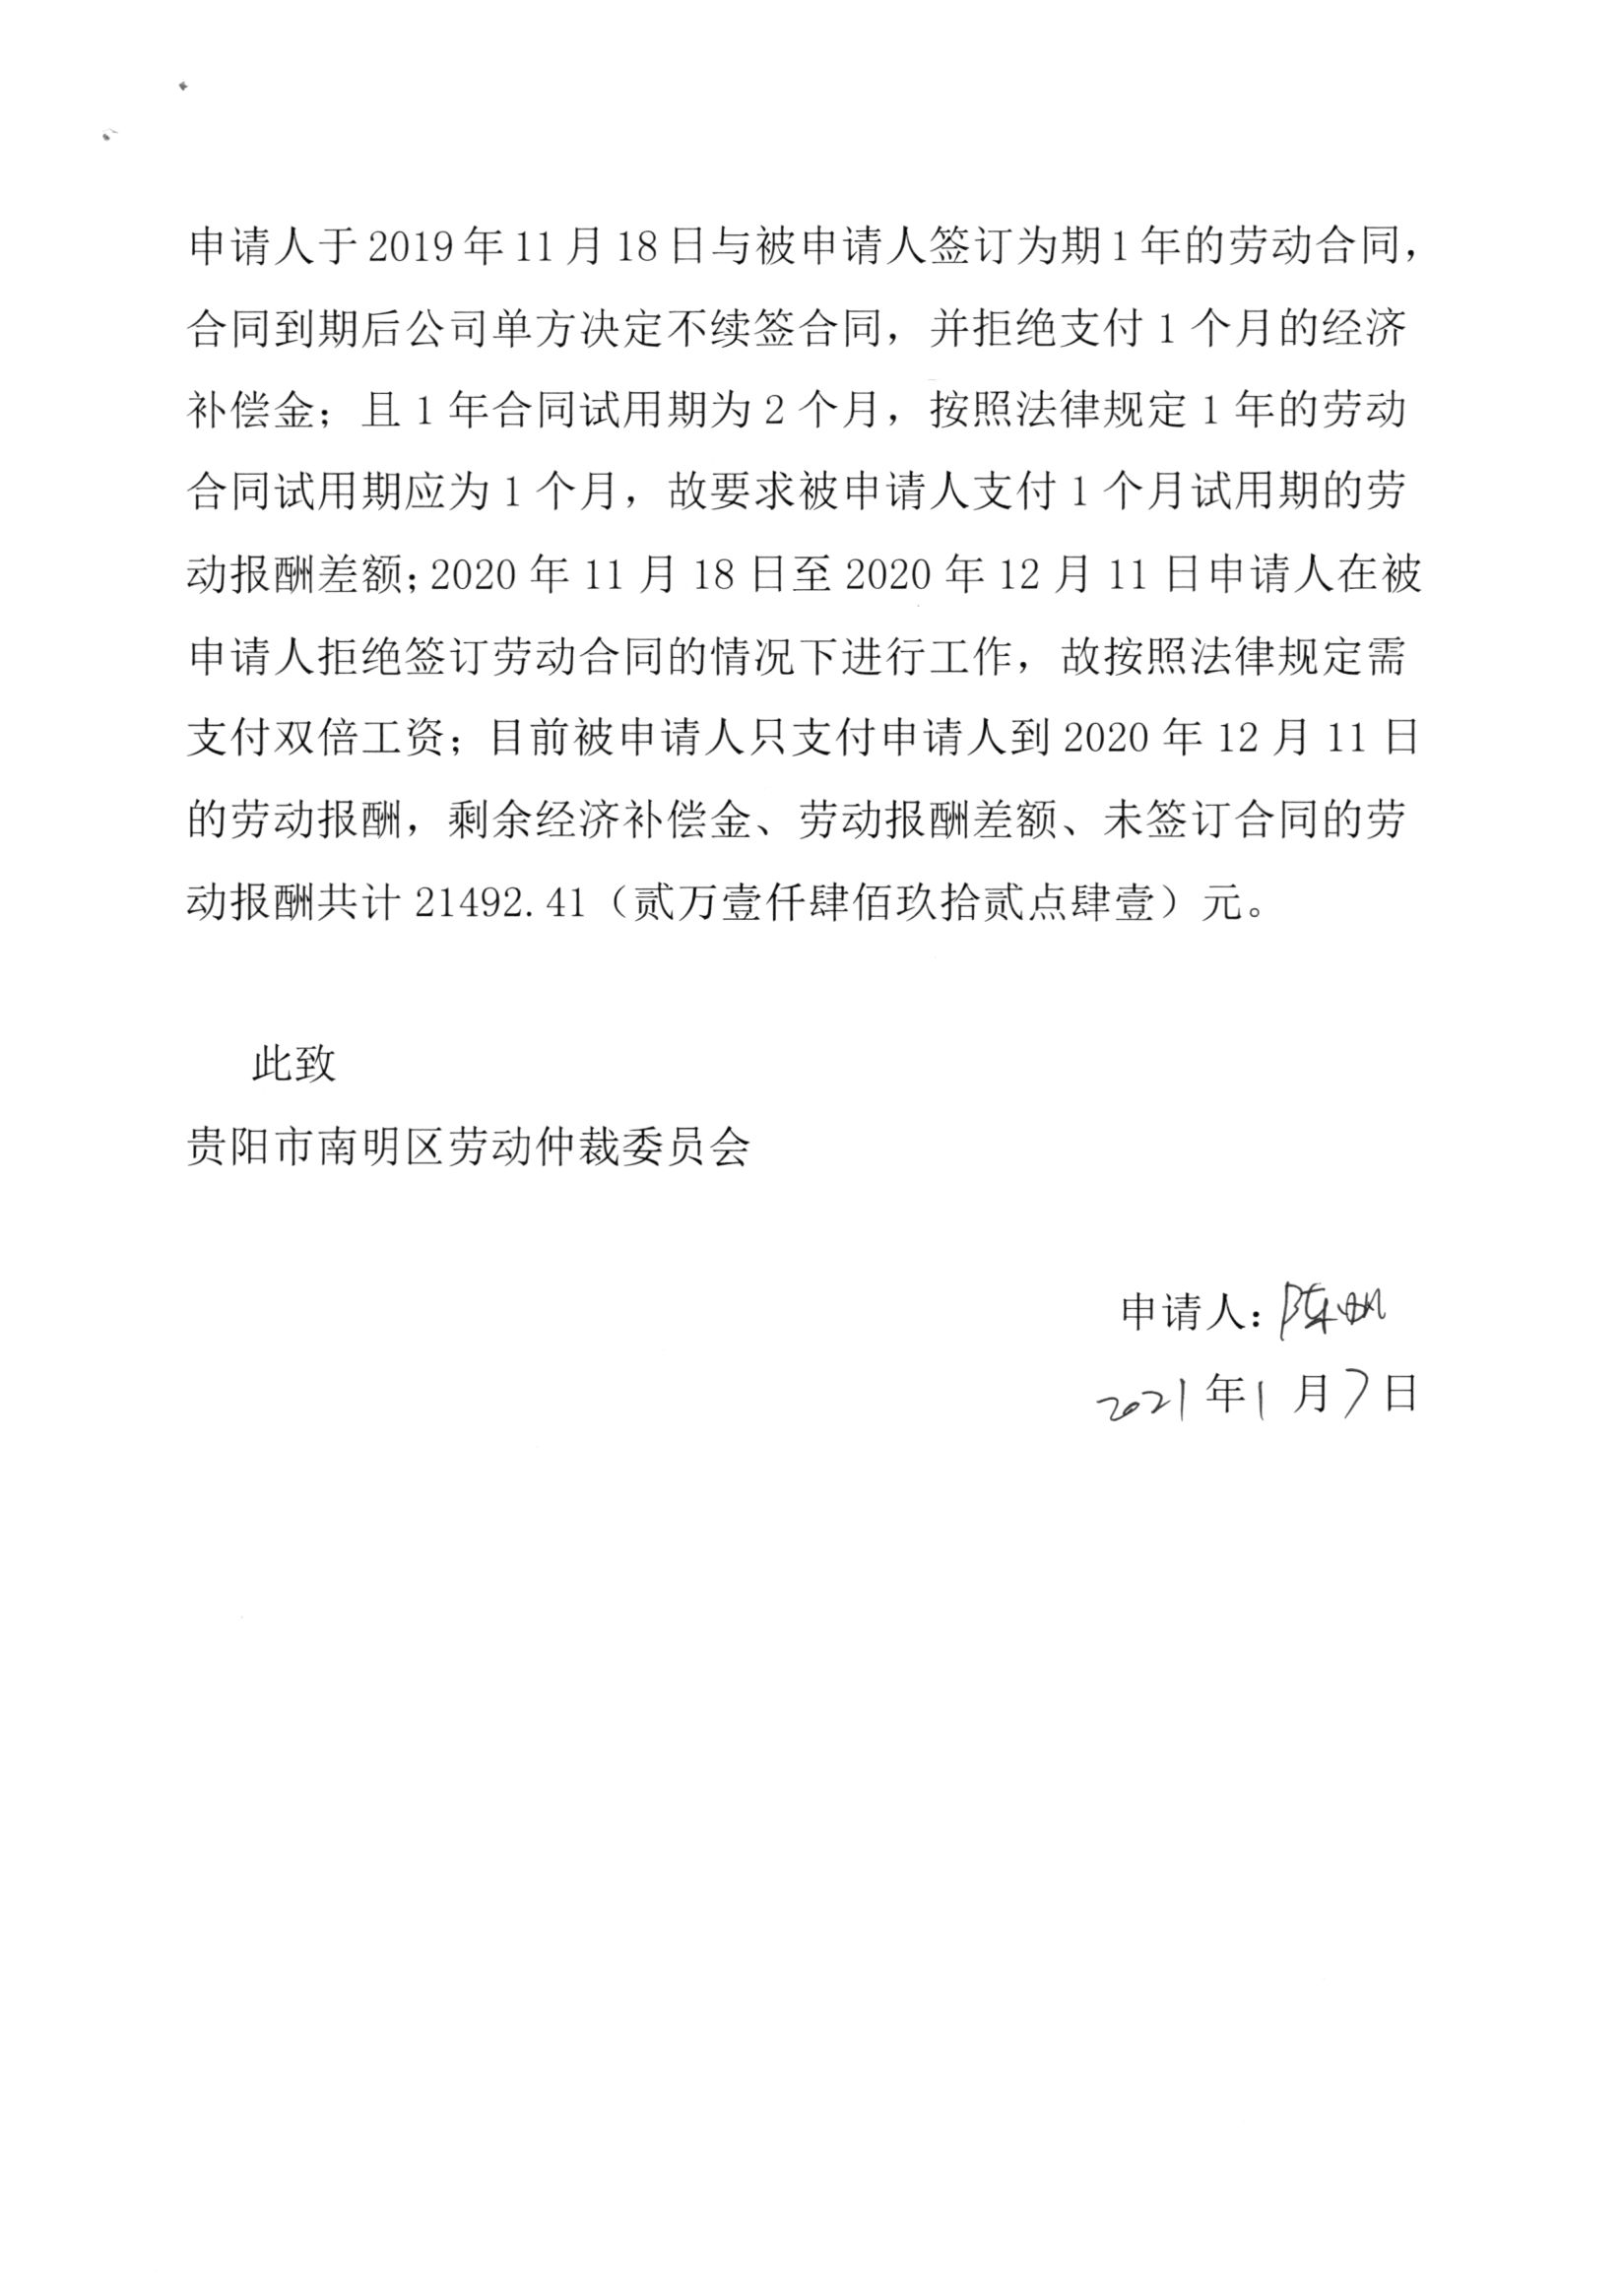 申请人于2019年11月18日与被申请人签订为期1年的劳动合同，
合同到期后公司单方决定不续签合同，并拒绝支付1个月的经济
补偿金；且1年合同试用期为2个月，按照法律规定1年的劳动
合同试用期应为1个月，故要求被申请人支付1个月试用期的劳
动报酬差额；2020年11月18日至2020年12月11日申请人在被
申请人拒绝签订劳动合同的情况下进行工作，故按照法律规定需
支付双倍工资；目前被申请人只支付申请人到2020年12月11日
的劳动报酬，剩余经济补偿金、劳动报酬差额、未签订合同的劳
动报酬共计21492.41（贰万壹仟肆佰玖拾贰点肆壹）元。
此致
贵阳市南明区劳动仲裁委员会
申请人：陈帆
2021年1月7日